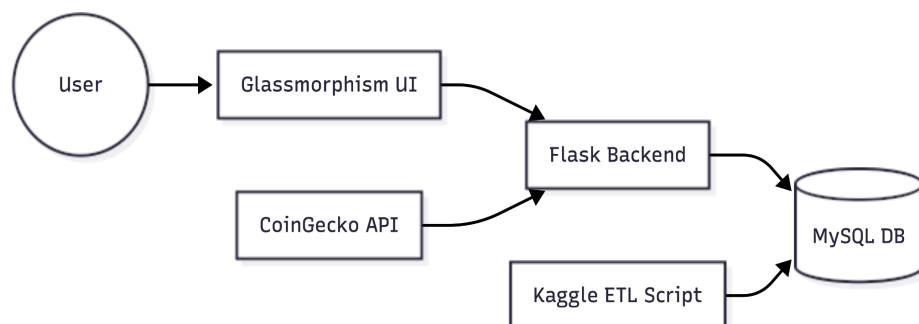 User
Glassmorphism UI
Flask Backend
CoinGecko API
MySQL DB
Kaggle ETL Script